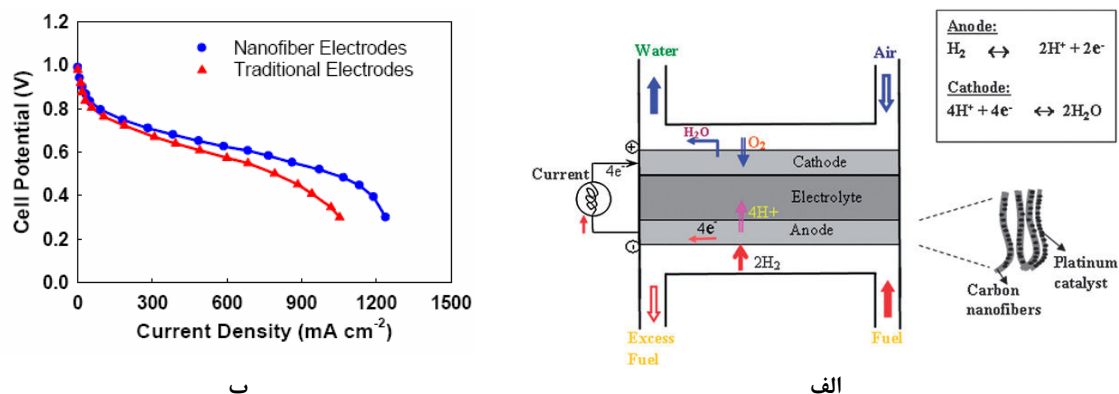 1.2
1.0
0.8
0.6
0.4
0.2
0.0
Cell Potential (V)
Nanofiber Electrodes
Traditional Electrodes
0
300
600
900
1200
1500
Current Density (mA cm⁻²)
ب
Water
Air
H₂O
O₂
+
Cathode
4e⁻
Current
Electrolyte
4H+
4e⁻
Anode
-
2H₂
Excess
Fuel
Fuel
Anode:
H₂ ↔ 2H⁺ + 2e⁻
Cathode:
4H⁺ + 4e⁻ ↔ 2H₂O
Platinum
catalyst
Carbon
nanofibers
الف